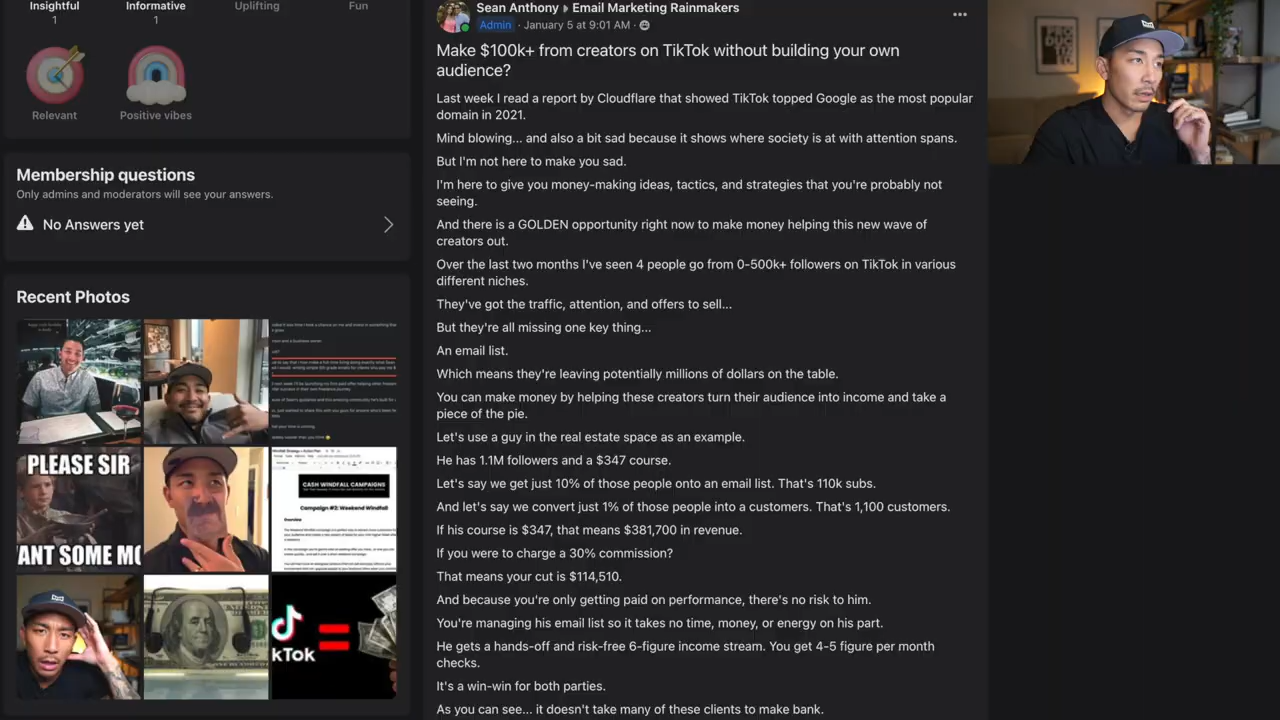 Insightful
1
Informative
1
Uplifting
Fun
Relevant
Positive vibes
Membership questions
Only admins and moderators will see your answers.
No Answers yet
Recent Photos
PLEASE SIR
ANT SOME MO
CASH WINDFALL CAMPAIGNS
Campaign #2: Weekend Windfall
Overview
kTok
Sean Anthony Email Marketing Rainmakers
Admin · January 5 at 9:01 AM ·
Make $100k+ from creators on TikTok without building your own
audience?
Last week I read a report by Cloudflare that showed TikTok topped Google as the most popular
domain in 2021.
Mind blowing... and also a bit sad because it shows where society is at with attention spans.
But I'm not here to make you sad.
I'm here to give you money-making ideas, tactics, and strategies that you're probably not
seeing.
And there is a GOLDEN opportunity right now to make money helping this new wave of
creators out.
Over the last two months I've seen 4 people go from 0-500k+ followers on TikTok in various
different niches.
They've got the traffic, attention, and offers to sell...
But they're all missing one key thing...
An email list.
Which means they're leaving potentially millions of dollars on the table.
You can make money by helping these creators turn their audience into income and take a
piece of the pie.
Let's use a guy in the real estate space as an example.
He has 1.1M followers and a $347 course.
Let's say we get just 10% of those people onto an email list. That's 110k subs.
And let's say we convert just 1% of those people into a customers. That's 1,100 customers.
If his course is $347, that means $381,700 in revenue.
If you were to charge a 30% commission?
That means your cut is $114,510.
And because you're only getting paid on performance, there's no risk to him.
You're managing his email list so it takes no time, money, or energy on his part.
He gets a hands-off and risk-free 6-figure income stream. You get 4-5 figure per month
checks.
It's a win-win for both parties.
As you can see... it doesn't take many of these clients to make bank.